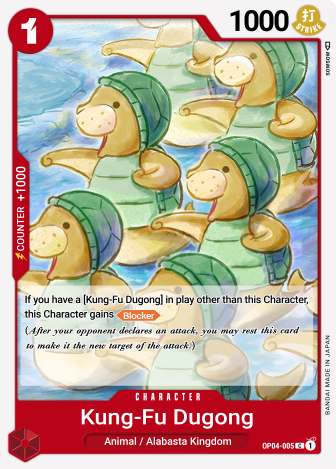 1
1000
打
STRIKE
SOMSOM
COUNTER +1000
If you have a [Kung-Fu Dugong] in play other than this Character,
this Character gains Blocker
(After your opponent declares an attack, you may rest this card
to make it the new target of the attack.)
BANDAI MADE IN JAPAN
CHARACTER
Kung-Fu Dugong
Animal / Alabasta Kingdom
OP04-005 C 1